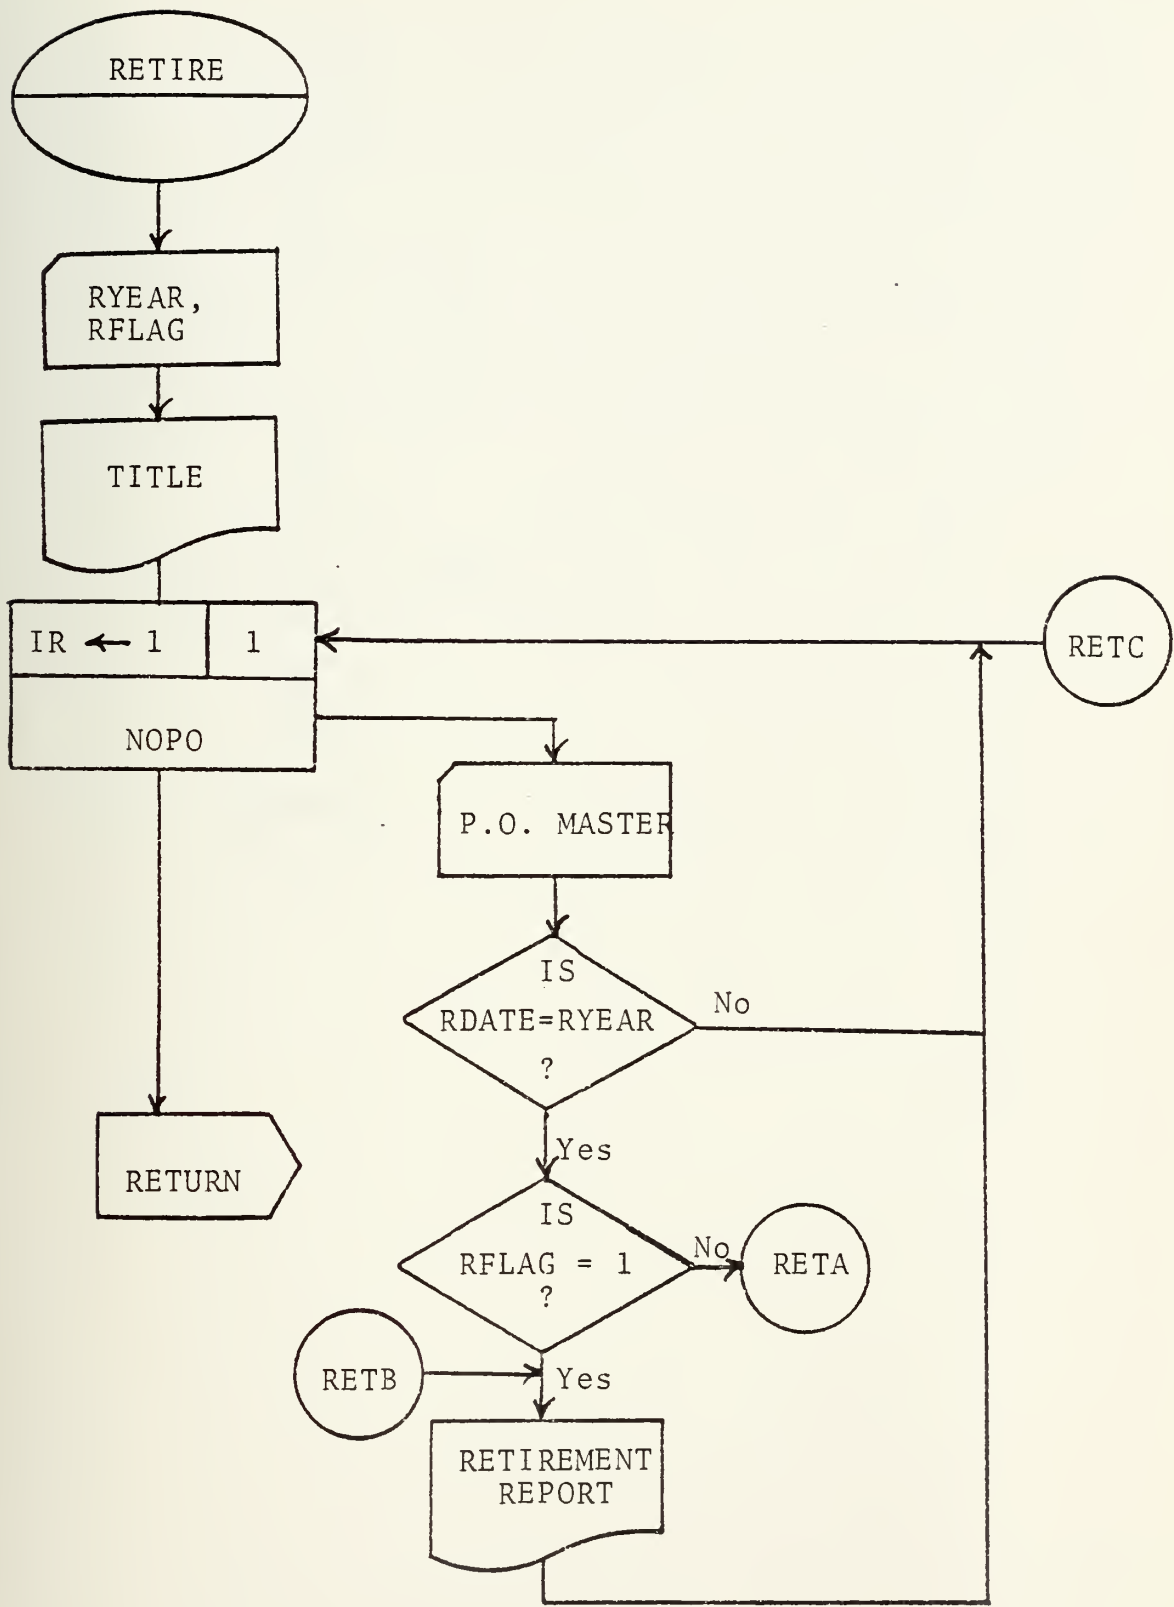 RETIRE
RYEAR,
RFLAG
TITLE
IR ← 1
1
NOPO
RETC
P.O. MASTER
IS
RDATE=RYEAR
?
No
Yes
RETURN
IS
RFLAG = 1
?
No
RETA
RETB
Yes
RETIREMENT
REPORT